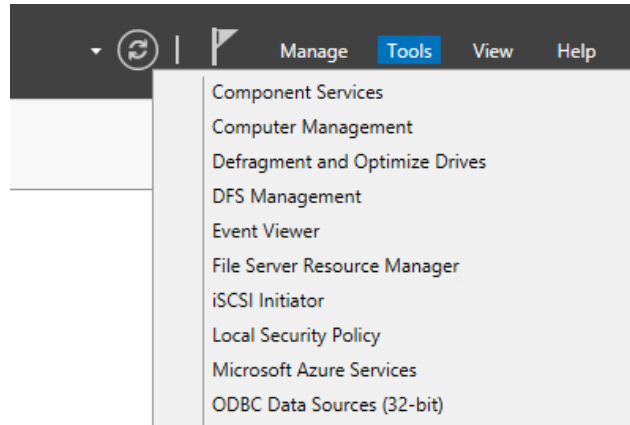 Manage Tools View Help
Component Services
Computer Management
Defragment and Optimize Drives
DFS Management
Event Viewer
File Server Resource Manager
iSCSI Initiator
Local Security Policy
Microsoft Azure Services
ODBC Data Sources (32-bit)